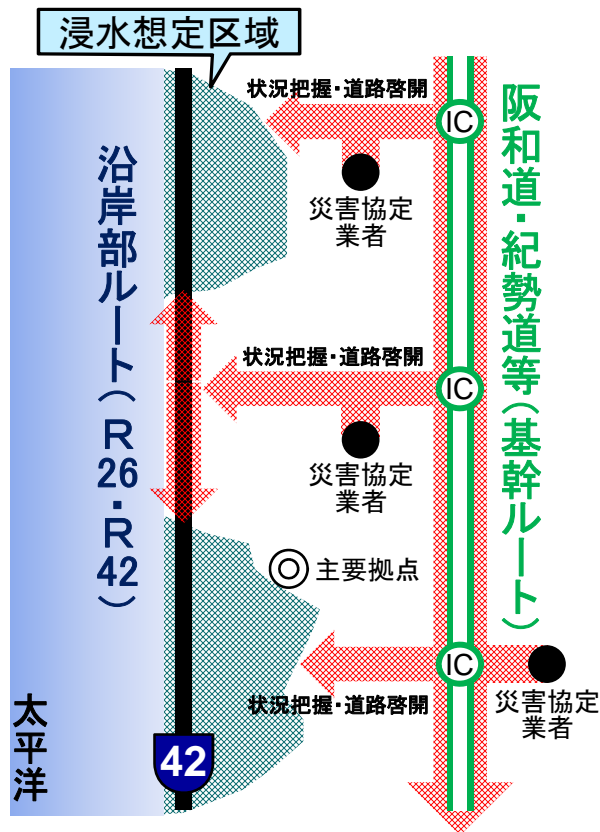 浸水想定区域
状況把握・道路啓開
IC
災害協定
業者
阪和道・紀勢道等(基幹ルート)
沿岸部ルート(R26・R42)
状況把握・道路啓開
IC
災害協定
業者
主要拠点
IC
状況把握・道路啓開
災害協定
業者
太平洋
42